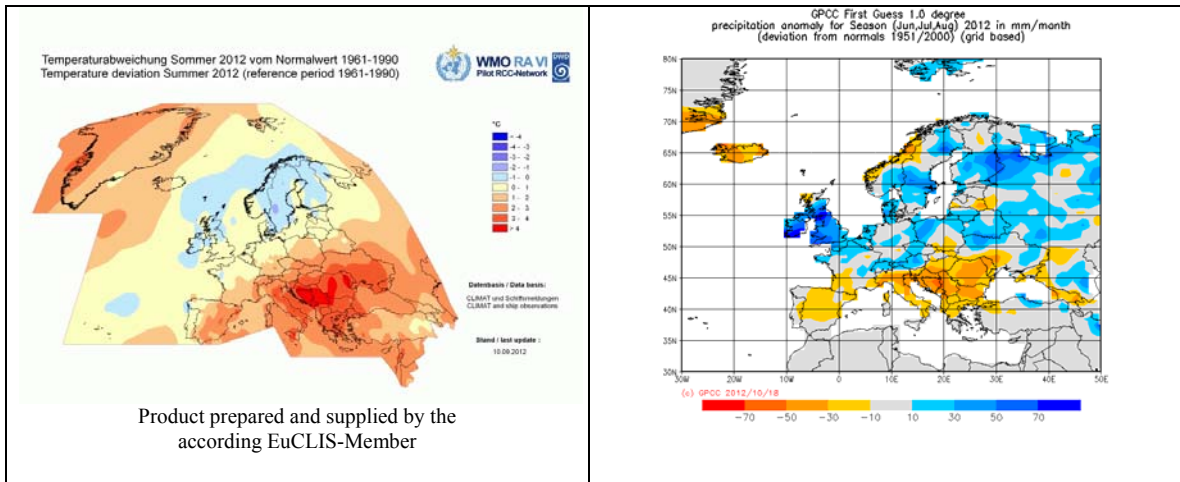 Temperaturabweichung Sommer 2012 vom Normalwert 1961-1990
Temperature deviation Summer 2012 (reference period 1961-1990)
WMO RA VI
Pilot RCC-Network
DWD
°C
< -4
-4 - -3
-3 - -2
-2 - -1
-1 - 0
0 - 1
1 - 2
2 - 3
3 - 4
> 4
Datenbasis / Data basis:
CLIMAT und Schiffsmeldungen
CLIMAT and ship observations
Stand / last update :
10.09.2012
Product prepared and supplied by the
according EuCLIS-Member
GPCC First Guess 1.0 degree
precipitation anomaly for Season (Jun,Jul,Aug) 2012 in mm/month
(deviation from normals 1951/2000) (grid based)
80N
75N
70N
65N
60N
55N
50N
45N
40N
35N
30N
30W 20W 10W 0 10E 20E 30E 40E 50E
(c) GPCC 2012/10/18
-70 -50 -30 -10 10 30 50 70